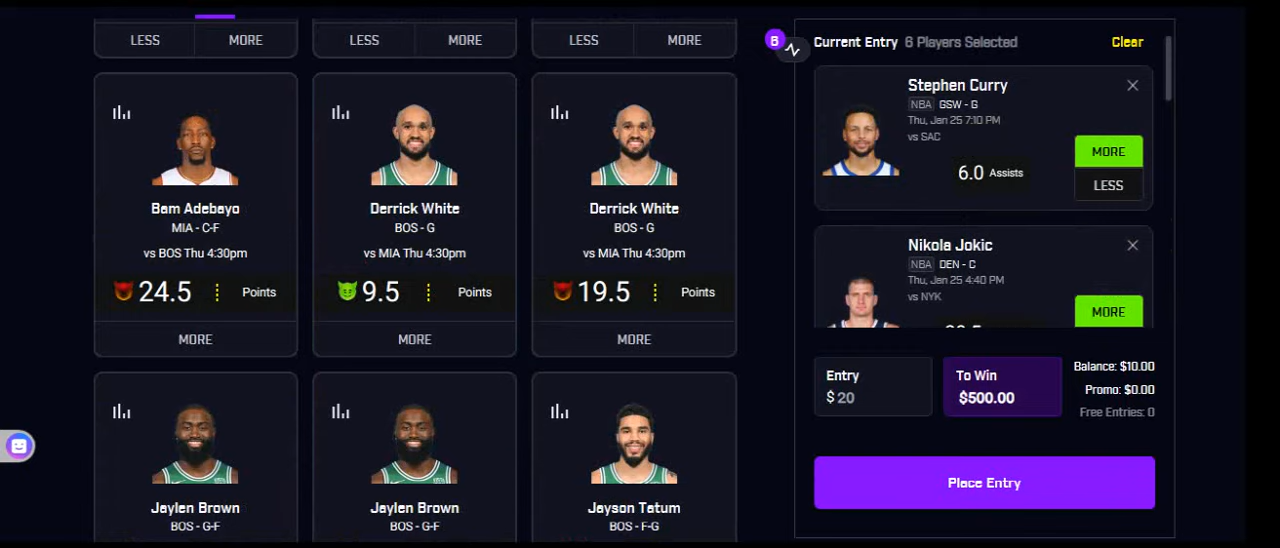 LESS MORE
LESS MORE
LESS MORE
Bam Adebayo
MIA - C-F
vs BOS Thu 4:30pm
24.5 Points
MORE
Derrick White
BOS - G
vs MIA Thu 4:30pm
9.5 Points
MORE
Derrick White
BOS - G
vs MIA Thu 4:30pm
19.5 Points
MORE
Jaylen Brown
BOS - G-F
Jaylen Brown
BOS - G-F
Jayson Tatum
BOS - F-G
6
Current Entry 6 Players Selected Clear
Stephen Curry
NBA GSW - G
Thu, Jan 25 7:10 PM
vs SAC
6.0 Assists
MORE
LESS
Nikola Jokic
NBA DEN - C
Thu, Jan 25 4:40 PM
vs NYK
MORE
Entry
$ 20
To Win
$500.00
Balance: $10.00
Promo: $0.00
Free Entries: 0
Place Entry